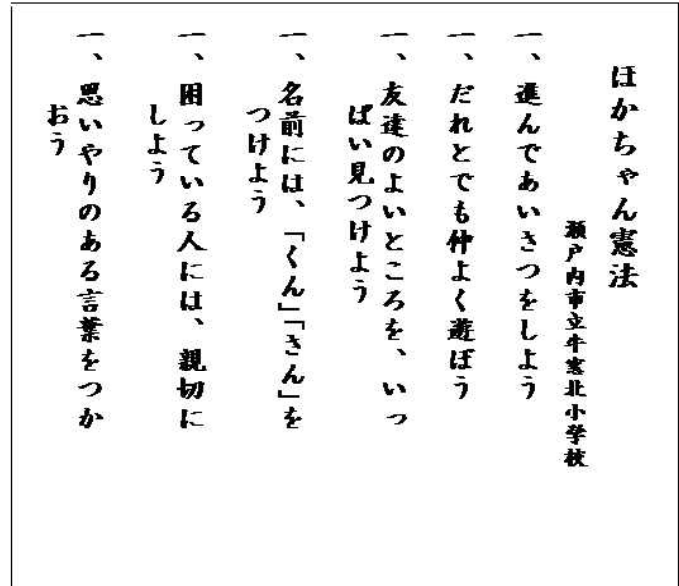 ほかちゃん憲法
瀬戸内市立牛窓北小学校
一、進んであいさつをしよう
一、だれとでも仲よく遊ぼう
一、友達のよいところを、いっ
ぱい見つけよう
一、名前には、「くん」「さん」を
つけよう
一、困っている人には、親切に
しよう
一、思いやりのある言葉をつか
おう